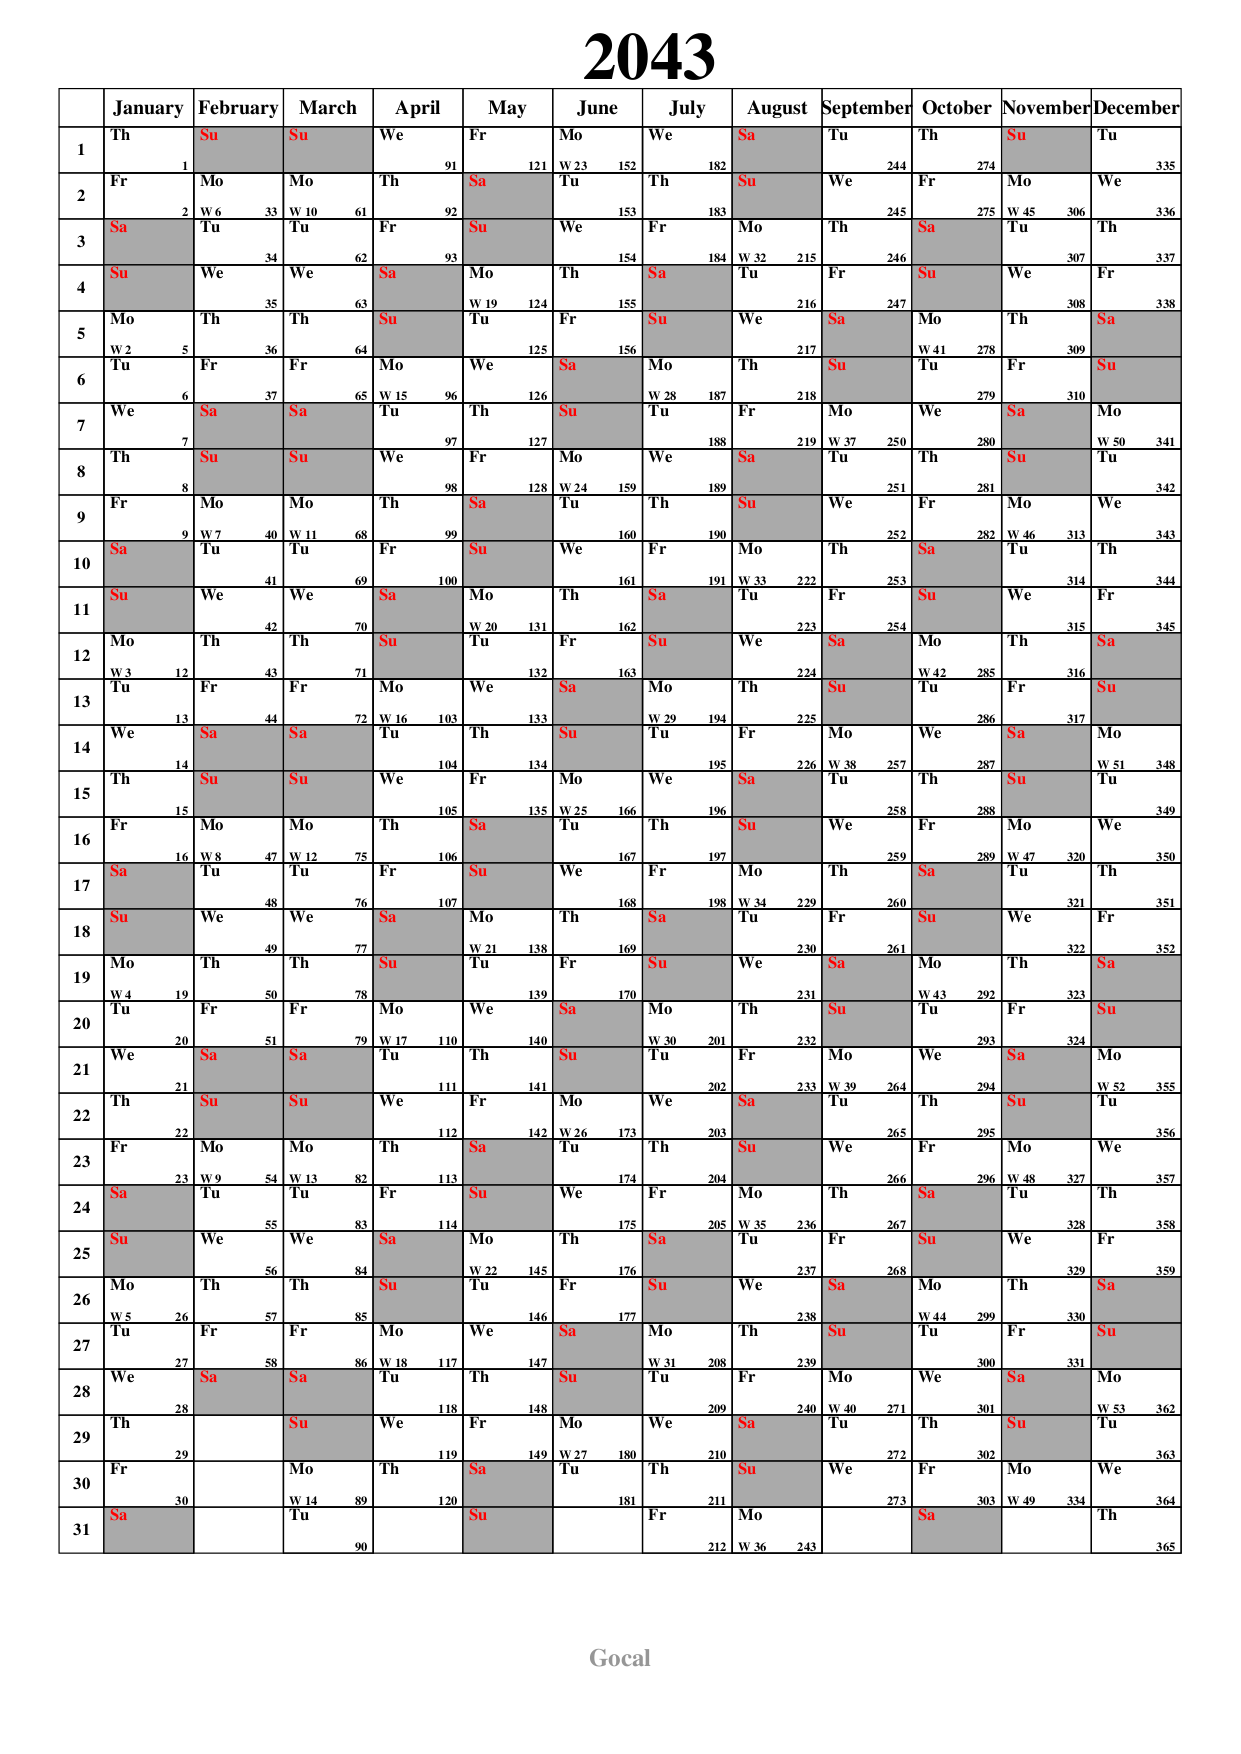 2043
January February March April May June July August September October November December
1 Th 1 Su Su We 91 Fr 121 Mo W 23 152 We 182 Sa Tu 244 Th 274 Su Tu 335
2 Fr 2 Mo W 6 33 Mo W 10 61 Th 92 Sa Tu 153 Th 183 Su We 245 Fr 275 Mo W 45 306 We 336
3 Sa Tu 34 Tu 62 Fr 93 Su We 154 Fr 184 Mo W 32 215 Th 246 Sa Tu 307 Th 337
4 Su We 35 We 63 Sa Mo W 19 124 Th 155 Sa Tu 216 Fr 247 Su We 308 Fr 338
5 Mo W 2 5 Th 36 Th 64 Su Tu 125 Fr 156 Su We 217 Sa Mo W 41 278 Th 309 Sa
6 Tu 6 Fr 37 Fr 65 Mo W 15 96 We 126 Sa Mo W 28 187 Th 218 Su Tu 279 Fr 310 Su
7 We 7 Sa Sa Tu 97 Th 127 Su Tu 188 Fr 219 Mo W 37 250 We 280 Sa Mo W 50 341
8 Th 8 Su Su We 98 Fr 128 Mo W 24 159 We 189 Sa Tu 251 Th 281 Su Tu 342
9 Fr 9 Mo W 7 40 Mo W 11 68 Th 99 Sa Tu 160 Th 190 Su We 252 Fr 282 Mo W 46 313 We 343
10 Sa Tu 41 Tu 69 Fr 100 Su We 161 Fr 191 Mo W 33 222 Th 253 Sa Tu 314 Th 344
11 Su We 42 We 70 Sa Mo W 20 131 Th 162 Sa Tu 223 Fr 254 Su We 315 Fr 345
12 Mo W 3 12 Th 43 Th 71 Su Tu 132 Fr 163 Su We 224 Sa Mo W 42 285 Th 316 Sa
13 Tu 13 Fr 44 Fr 72 Mo W 16 103 We 133 Sa Mo W 29 194 Th 225 Su Tu 286 Fr 317 Su
14 We 14 Sa Sa Tu 104 Th 134 Su Tu 195 Fr 226 Mo W 38 257 We 287 Sa Mo W 51 348
15 Th 15 Su Su We 105 Fr 135 Mo W 25 166 We 196 Sa Tu 258 Th 288 Su Tu 349
16 Fr 16 Mo W 8 47 Mo W 12 75 Th 106 Sa Tu 167 Th 197 Su We 259 Fr 289 Mo W 47 320 We 350
17 Sa Tu 48 Tu 76 Fr 107 Su We 168 Fr 198 Mo W 34 229 Th 260 Sa Tu 321 Th 351
18 Su We 49 We 77 Sa Mo W 21 138 Th 169 Sa Tu 230 Fr 261 Su We 322 Fr 352
19 Mo W 4 19 Th 50 Th 78 Su Tu 139 Fr 170 Su We 231 Sa Mo W 43 292 Th 323 Sa
20 Tu 20 Fr 51 Fr 79 Mo W 17 110 We 140 Sa Mo W 30 201 Th 232 Su Tu 293 Fr 324 Su
21 We 21 Sa Sa Tu 111 Th 141 Su Tu 202 Fr 233 Mo W 39 264 We 294 Sa Mo W 52 355
22 Th 22 Su Su We 112 Fr 142 Mo W 26 173 We 203 Sa Tu 265 Th 295 Su Tu 356
23 Fr 23 Mo W 9 54 Mo W 13 82 Th 113 Sa Tu 174 Th 204 Su We 266 Fr 296 Mo W 48 327 We 357
24 Sa Tu 55 Tu 83 Fr 114 Su We 175 Fr 205 Mo W 35 236 Th 267 Sa Tu 328 Th 358
25 Su We 56 We 84 Sa Mo W 22 145 Th 176 Sa Tu 237 Fr 268 Su We 329 Fr 359
26 Mo W 5 26 Th 57 Th 85 Su Tu 146 Fr 177 Su We 238 Sa Mo W 44 299 Th 330 Sa
27 Tu 27 Fr 58 Fr 86 Mo W 18 117 We 147 Sa Mo W 31 208 Th 239 Su Tu 300 Fr 331 Su
28 We 28 Sa Sa Tu 118 Th 148 Su Tu 209 Fr 240 Mo W 40 271 We 301 Sa Mo W 53 362
29 Th 29 Su We 119 Fr 149 Mo W 27 180 We 210 Sa Tu 272 Th 302 Su Tu 363
30 Fr 30 Mo W 14 89 Th 120 Sa Tu 181 Th 211 Su We 273 Fr 303 Mo W 49 334 We 364
31 Sa Tu 90 Su Fr 212 Mo W 36 243 Sa Th 365
Gocal